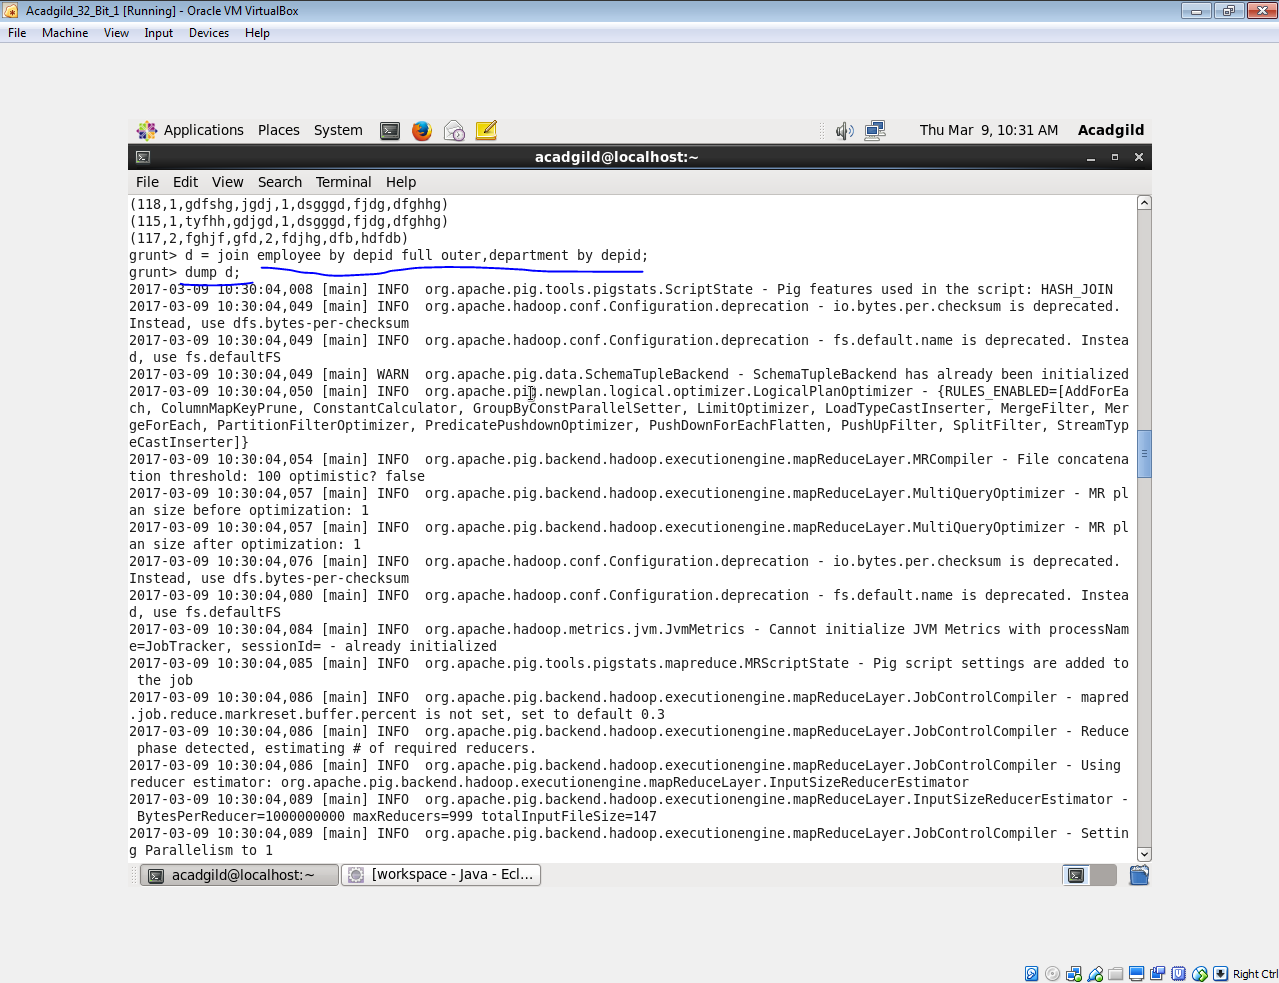 Acadgild_32_Bit_1 [Running] - Oracle VM VirtualBox
File Machine View Input Devices Help
Applications Places System Thu Mar 9, 10:31 AM Acadgild
acadgild@localhost:~
File Edit View Search Terminal Help
(118,1,gdfshg,jgdj,1,dsgggd,fjdg,dfghhg)
(115,1,tyfhh,gdjgd,1,dsgggd,fjdg,dfghhg)
(117,2,fghjf,gfd,2,fdjhg,dfb,hdfdb)
grunt> d = join employee by depid full outer,department by depid;
grunt> dump d;
2017-03-09 10:30:04,008 [main] INFO  org.apache.pig.tools.pigstats.ScriptState - Pig features used in the script: HASH_JOIN
2017-03-09 10:30:04,049 [main] INFO  org.apache.hadoop.conf.Configuration.deprecation - io.bytes.per.checksum is deprecated.
Instead, use dfs.bytes-per-checksum
2017-03-09 10:30:04,049 [main] INFO  org.apache.hadoop.conf.Configuration.deprecation - fs.default.name is deprecated. Instea
d, use fs.defaultFS
2017-03-09 10:30:04,049 [main] WARN  org.apache.pig.data.SchemaTupleBackend - SchemaTupleBackend has already been initialized
2017-03-09 10:30:04,050 [main] INFO  org.apache.pig.newplan.logical.optimizer.LogicalPlanOptimizer - {RULES_ENABLED=[AddForEa
ch, ColumnMapKeyPrune, ConstantCalculator, GroupByConstParallelSetter, LimitOptimizer, LoadTypeCastInserter, MergeFilter, Mer
geForEach, PartitionFilterOptimizer, PredicatePushdownOptimizer, PushDownForEachFlatten, PushUpFilter, SplitFilter, StreamTyp
eCastInserter]}
2017-03-09 10:30:04,054 [main] INFO  org.apache.pig.backend.hadoop.executionengine.mapReduceLayer.MRCompiler - File concatena
tion threshold: 100 optimistic? false
2017-03-09 10:30:04,057 [main] INFO  org.apache.pig.backend.hadoop.executionengine.mapReduceLayer.MultiQueryOptimizer - MR pl
an size before optimization: 1
2017-03-09 10:30:04,057 [main] INFO  org.apache.pig.backend.hadoop.executionengine.mapReduceLayer.MultiQueryOptimizer - MR pl
an size after optimization: 1
2017-03-09 10:30:04,076 [main] INFO  org.apache.hadoop.conf.Configuration.deprecation - io.bytes.per.checksum is deprecated.
Instead, use dfs.bytes-per-checksum
2017-03-09 10:30:04,080 [main] INFO  org.apache.hadoop.conf.Configuration.deprecation - fs.default.name is deprecated. Instea
d, use fs.defaultFS
2017-03-09 10:30:04,084 [main] INFO  org.apache.hadoop.metrics.jvm.JvmMetrics - Cannot initialize JVM Metrics with processNam
e=JobTracker, sessionId= - already initialized
2017-03-09 10:30:04,085 [main] INFO  org.apache.pig.tools.pigstats.mapreduce.MRScriptState - Pig script settings are added to
the job
2017-03-09 10:30:04,086 [main] INFO  org.apache.pig.backend.hadoop.executionengine.mapReduceLayer.JobControlCompiler - mapred
.job.reduce.markreset.buffer.percent is not set, set to default 0.3
2017-03-09 10:30:04,086 [main] INFO  org.apache.pig.backend.hadoop.executionengine.mapReduceLayer.JobControlCompiler - Reduce
phase detected, estimating # of required reducers.
2017-03-09 10:30:04,086 [main] INFO  org.apache.pig.backend.hadoop.executionengine.mapReduceLayer.JobControlCompiler - Using
reducer estimator: org.apache.pig.backend.hadoop.executionengine.mapReduceLayer.InputSizeReducerEstimator
2017-03-09 10:30:04,089 [main] INFO  org.apache.pig.backend.hadoop.executionengine.mapReduceLayer.InputSizeReducerEstimator -
BytesPerReducer=1000000000 maxReducers=999 totalInputFileSize=147
2017-03-09 10:30:04,089 [main] INFO  org.apache.pig.backend.hadoop.executionengine.mapReduceLayer.JobControlCompiler - Settin
g Parallelism to 1
acadgild@localhost:~ [workspace - Java - Ecl...
Right Ctrl